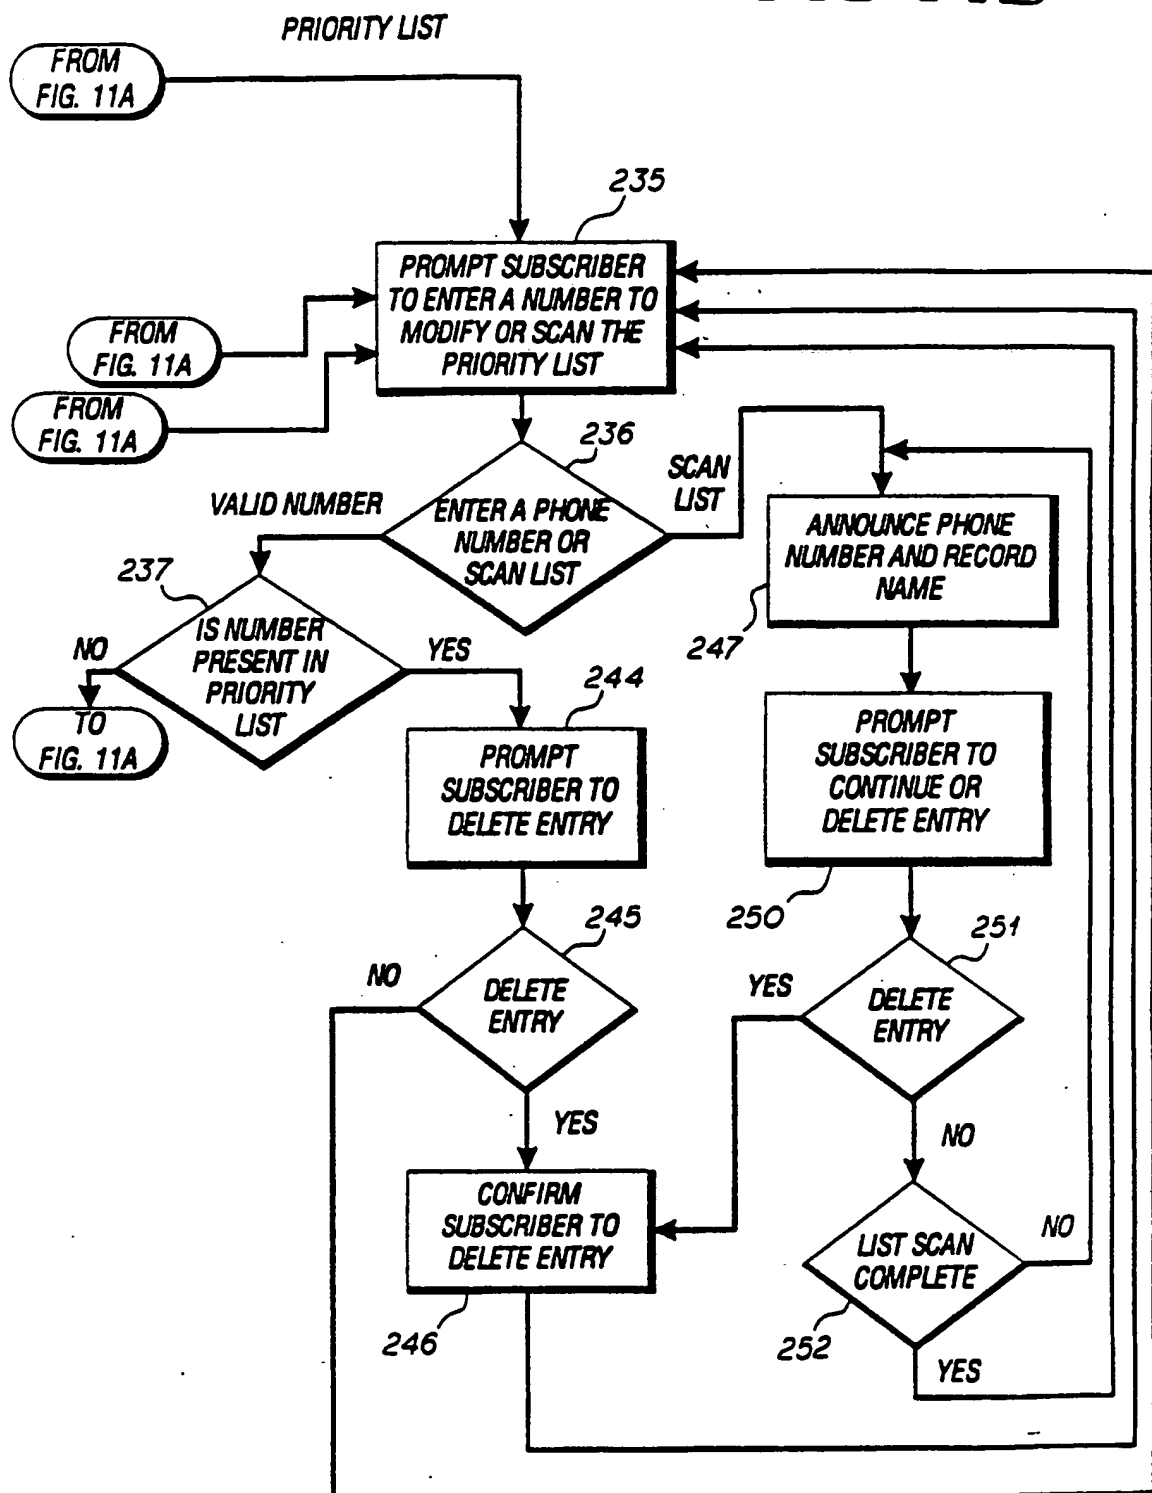 PRIORITY LIST
FROM
FIG. 11A
235
PROMPT SUBSCRIBER
TO ENTER A NUMBER TO
MODIFY OR SCAN THE
PRIORITY LIST
FROM
FIG. 11A
FROM
FIG. 11A
236
SCAN
LIST
VALID NUMBER
ENTER A PHONE
NUMBER OR
SCAN LIST
ANNOUNCE PHONE
NUMBER AND RECORD
NAME
247
237
IS NUMBER
PRESENT IN
PRIORITY
LIST
NO
YES
TO
FIG. 11A
244
PROMPT
SUBSCRIBER TO
DELETE ENTRY
PROMPT
SUBSCRIBER TO
CONTINUE OR
DELETE ENTRY
250
245
NO
DELETE
ENTRY
YES
251
YES
DELETE
ENTRY
NO
CONFIRM
SUBSCRIBER TO
DELETE ENTRY
246
LIST SCAN
COMPLETE
NO
252
YES